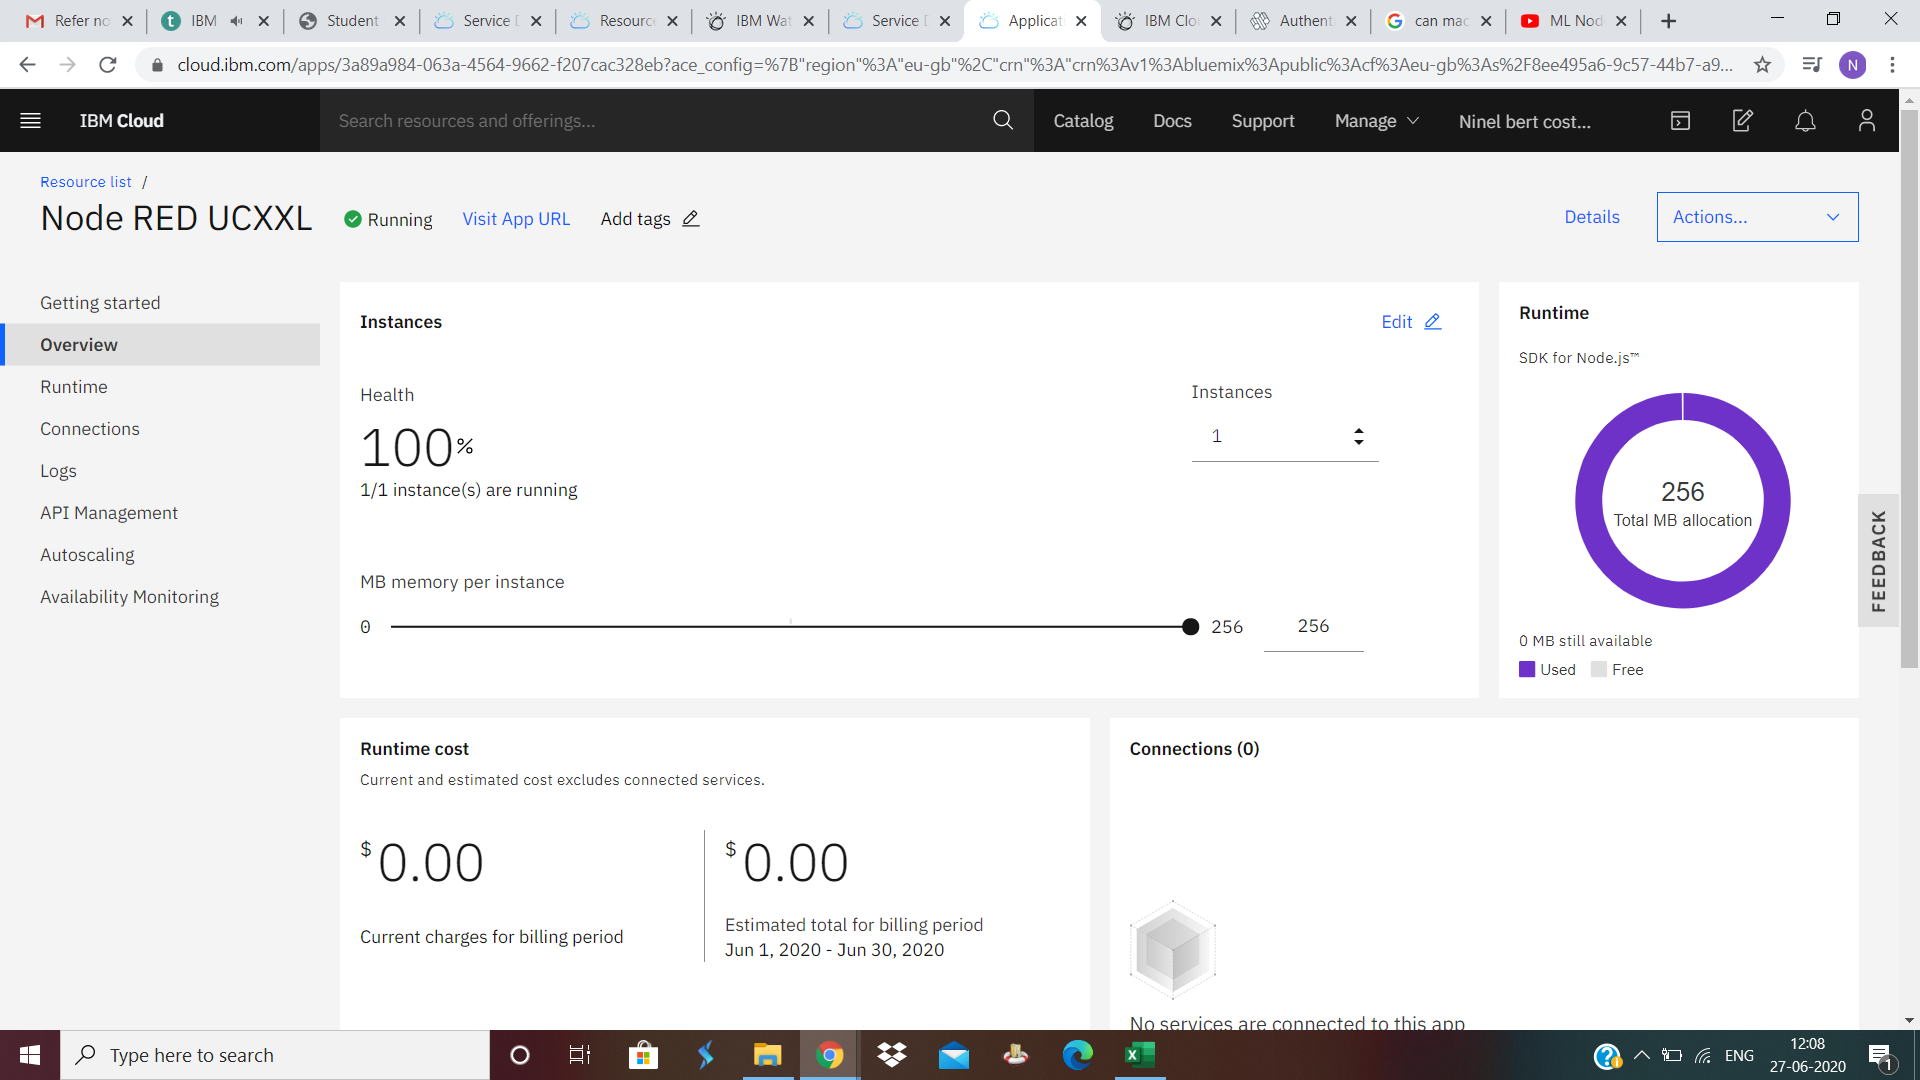 Refer no
IBM
Student
Service D
Resource
IBM Wat
Service D
Applicati
IBM Clou
Authenti
can mac
ML Nod
cloud.ibm.com/apps/3a89a984-063a-4564-9662-f207cac328eb?ace_config=%7B"region"%3A"eu-gb"%2C"crn"%3A"crn%3Av1%3Abluemix%3Apublic%3Acf%3Aeu-gb%3As%2F8ee495a6-9c57-44b7-a9...
N
IBM Cloud
Search resources and offerings...
Catalog
Docs
Support
Manage
Ninel bert cost...
Resource list /
Node RED UCXXL
Running
Visit App URL
Add tags
Details
Actions...
Getting started
Overview
Runtime
Connections
Logs
API Management
Autoscaling
Availability Monitoring
Instances
Edit
Health
100%
1/1 instance(s) are running
Instances
1
MB memory per instance
0
256
256
Runtime
SDK for Node.js™
256
Total MB allocation
0 MB still available
Used
Free
FEEDBACK
Runtime cost
Current and estimated cost excludes connected services.
$0.00
Current charges for billing period
$0.00
Estimated total for billing period
Jun 1, 2020 - Jun 30, 2020
Connections (0)
No services are connected to this app
Type here to search
ENG
12:08
27-06-2020
1